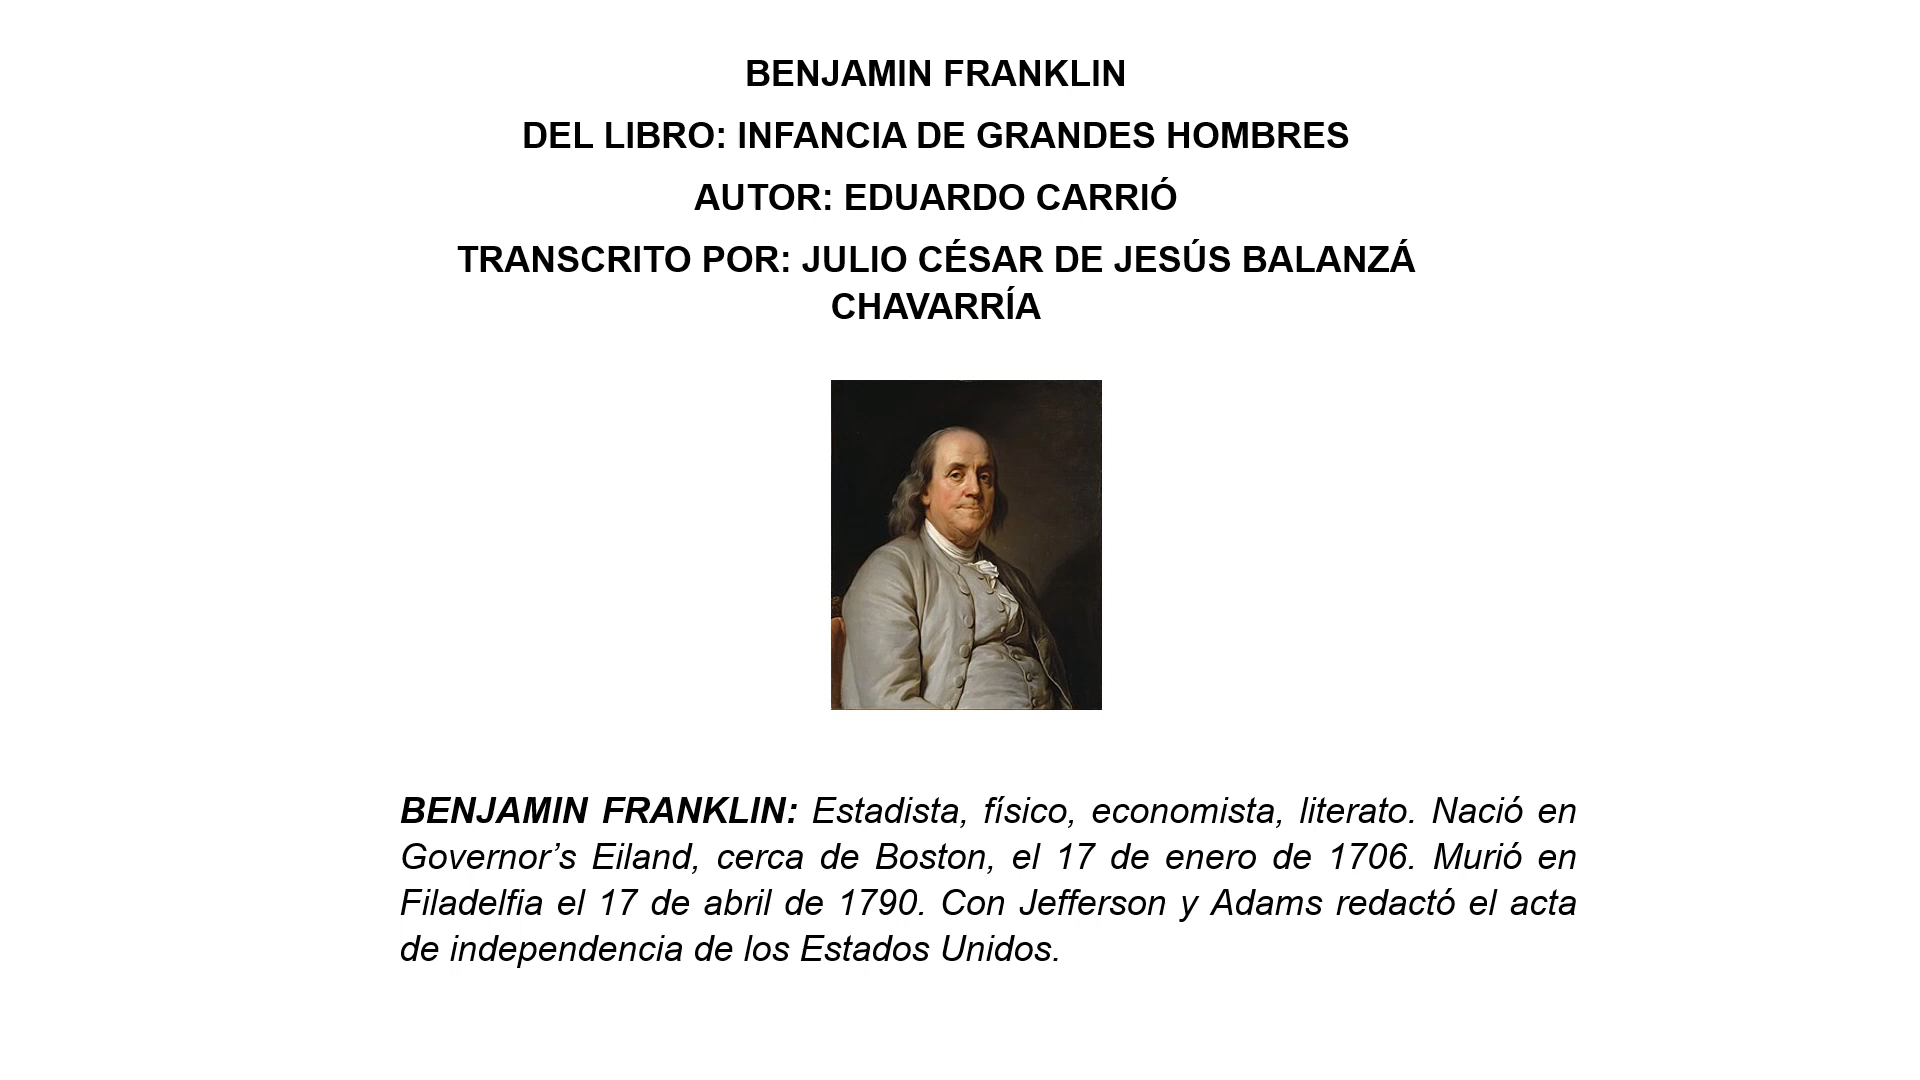 BENJAMIN FRANKLIN
DEL LIBRO: INFANCIA DE GRANDES HOMBRES
AUTOR: EDUARDO CARRIÓ
TRANSCRITO POR: JULIO CÉSAR DE JESÚS BALANZÁ
CHAVARRÍA
BENJAMIN FRANKLIN: Estadista, físico, economista, literato. Nació en
Governor’s Eiland, cerca de Boston, el 17 de enero de 1706. Murió en
Filadelfia el 17 de abril de 1790. Con Jefferson y Adams redactó el acta
de independencia de los Estados Unidos.